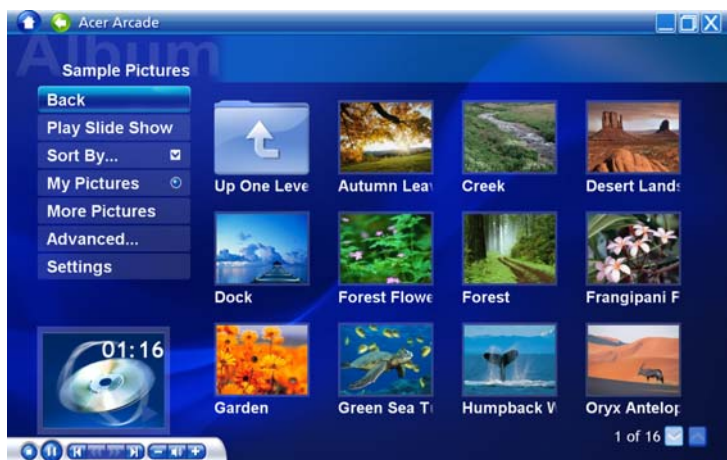 Acer Arcade
Album
Sample Pictures
Back
Play Slide Show
Sort By...
My Pictures
More Pictures
Advanced...
Settings
Up One Leve
Autumn Lea
Creek
Desert Lands
Dock
Forest Flowe
Forest
Frangipani F
Garden
Green Sea T
Humpback W
Oryx Antelop
01:16
1 of 16